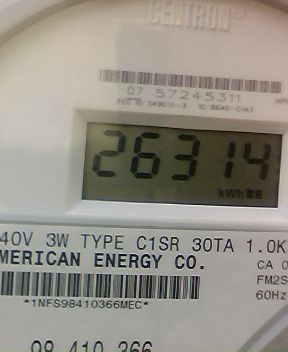 CENTRON®
07 57245311
26314
kWh
40V 3W TYPE C1SR 30TA 1.0K
MERICAN ENERGY CO.
CA 0
FM2S
60Hz
*1NFS98410366MEC*
98 410 366